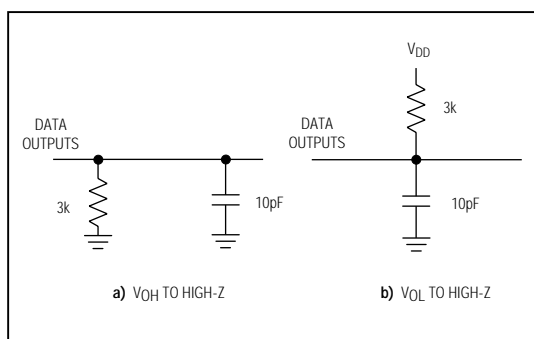 DATA
OUTPUTS
3k
10pF
a) VOH TO HIGH-Z
VDD
3k
DATA
OUTPUTS
10pF
b) VOL TO HIGH-Z